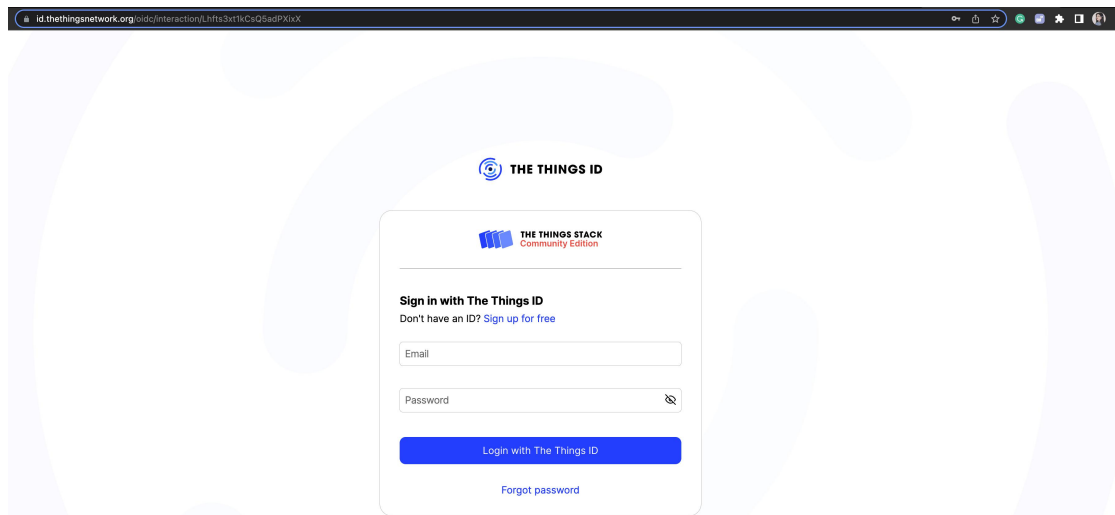 id.thethingsnetwork.org/oidc/interaction/Lhfts3xt1kCsQ5adPXixX
THE THINGS ID
THE THINGS STACK
Community Edition
Sign in with The Things ID
Don't have an ID? Sign up for free
Email
Password
Login with The Things ID
Forgot password